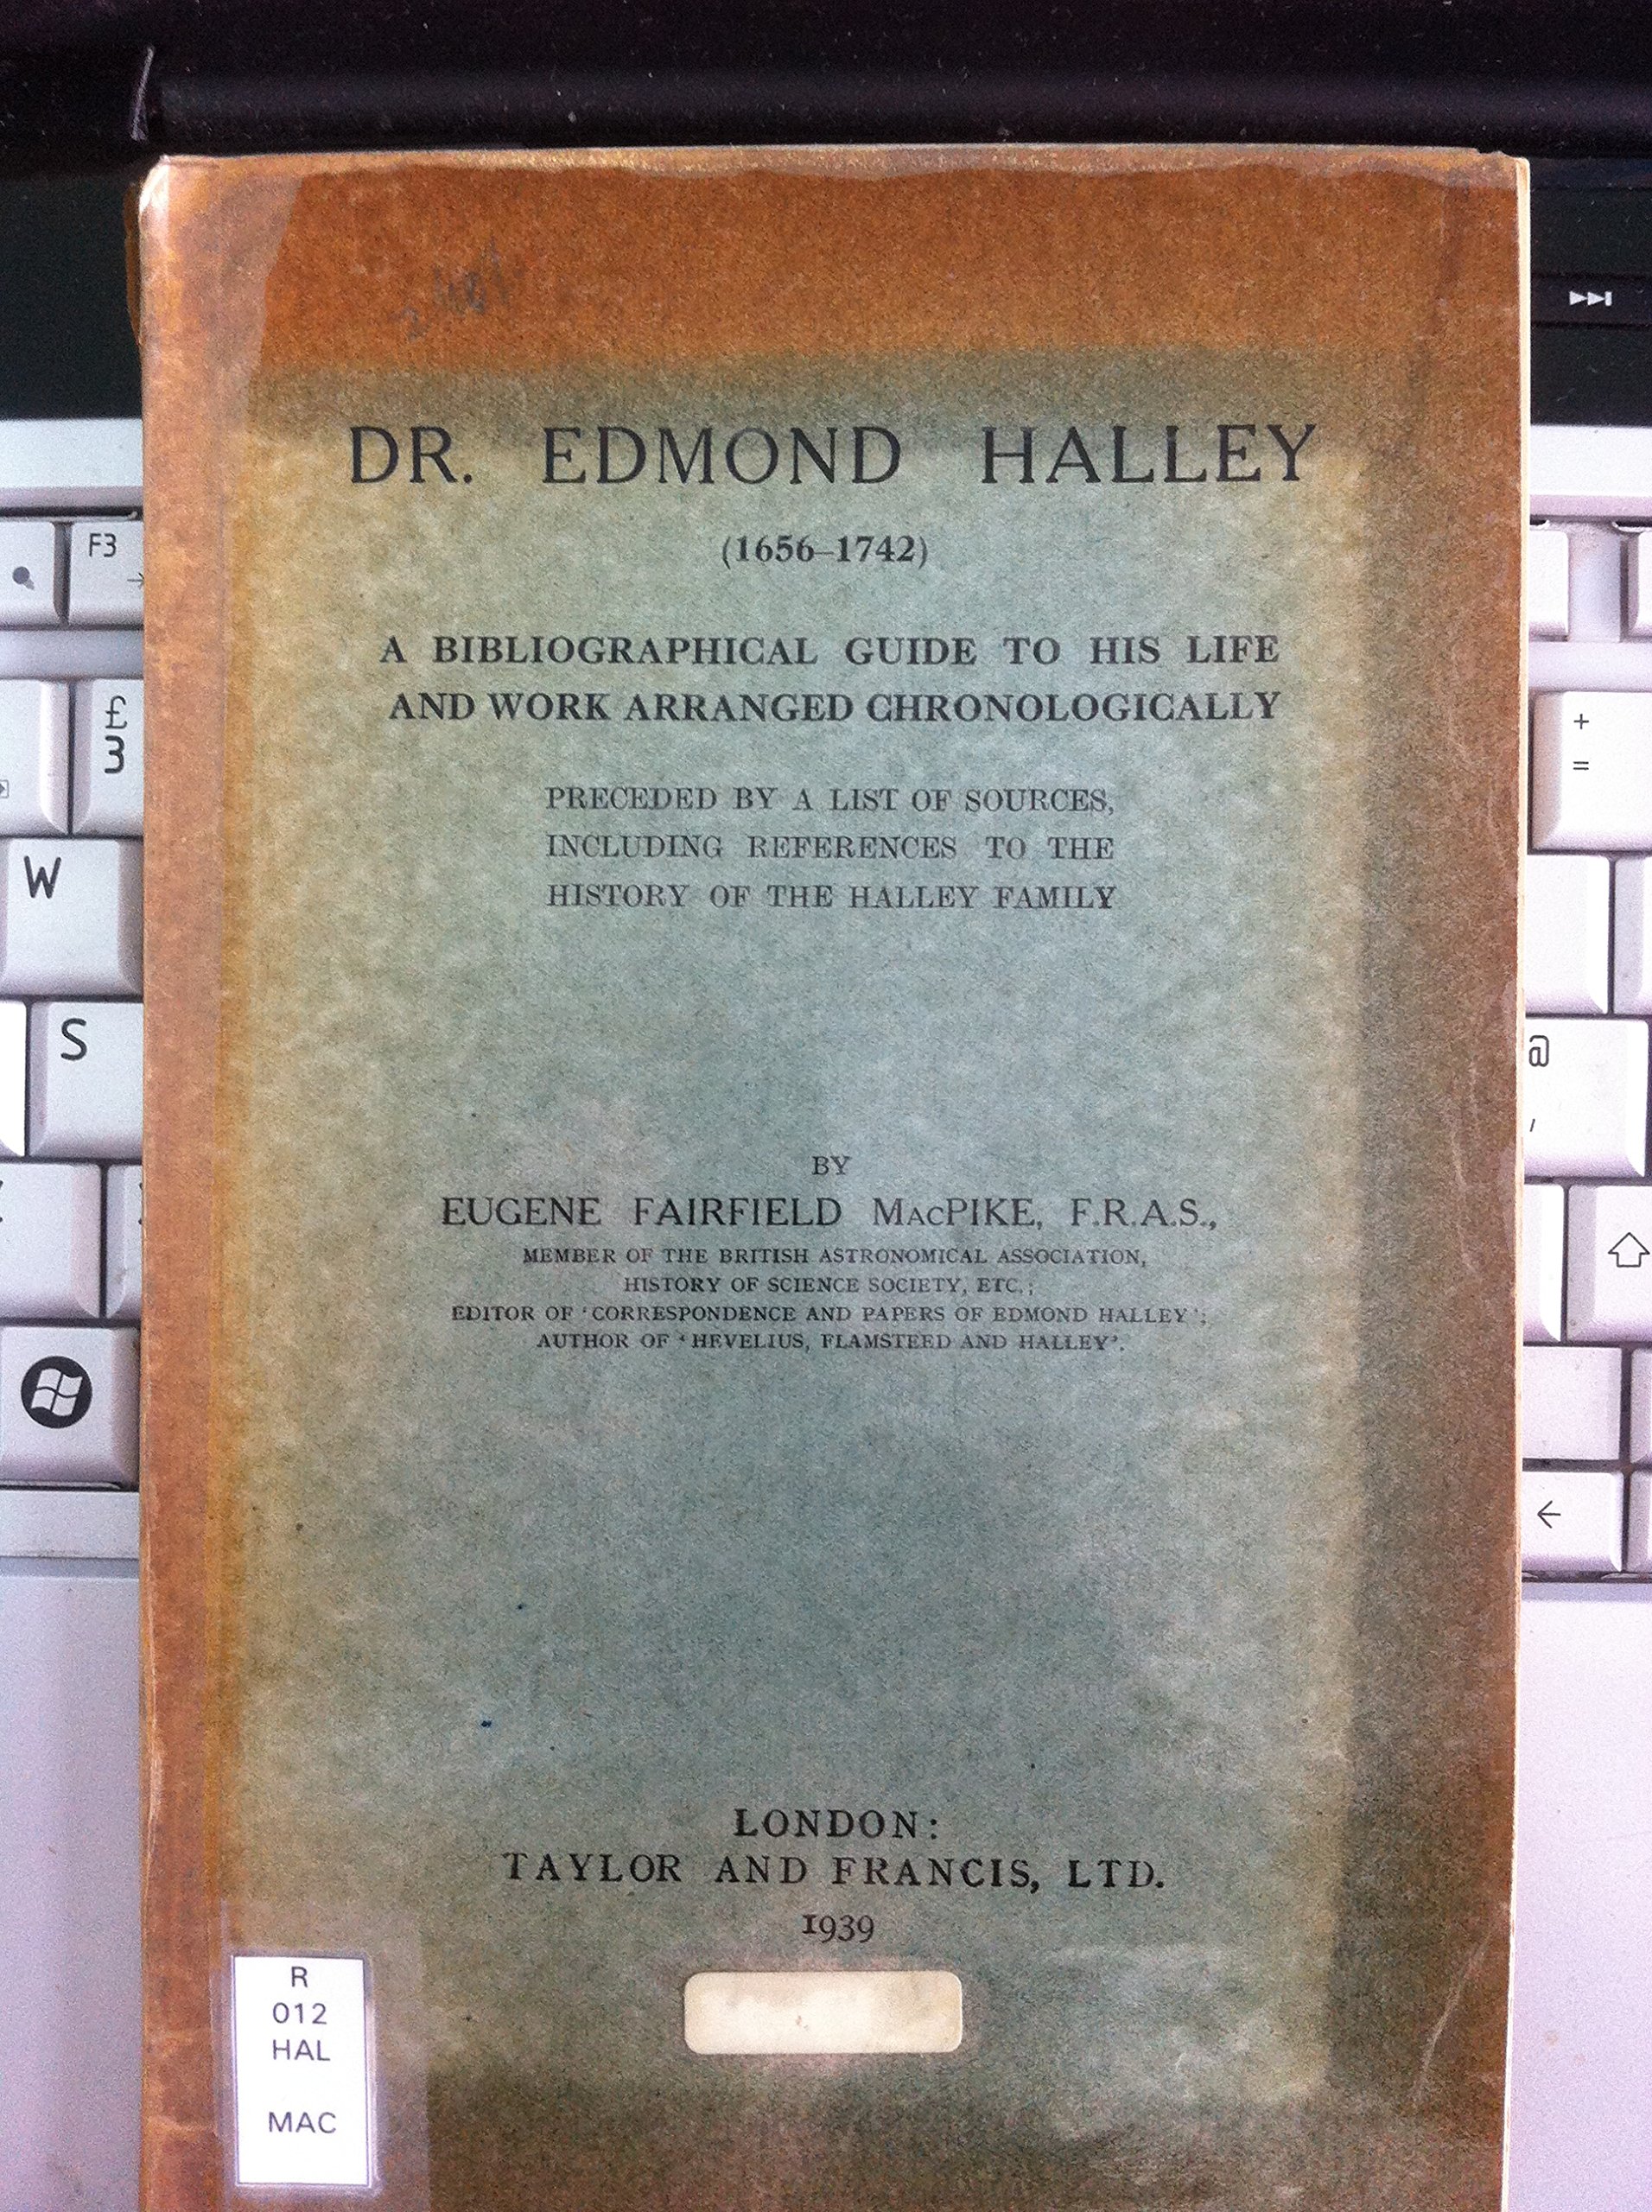 DR. EDMOND HALLEY
(1656–1742)
A BIBLIOGRAPHICAL GUIDE TO HIS LIFE
AND WORK ARRANGED CHRONOLOGICALLY
PRECEDED BY A LIST OF SOURCES,
INCLUDING REFERENCES TO THE
HISTORY OF THE HALLEY FAMILY
BY
EUGENE FAIRFIELD MacPIKE, F.R.A.S.,
MEMBER OF THE BRITISH ASTRONOMICAL ASSOCIATION,
HISTORY OF SCIENCE SOCIETY, ETC.;
EDITOR OF ‘CORRESPONDENCE AND PAPERS OF EDMOND HALLEY’;
AUTHOR OF ‘HEVELIUS, FLAMSTEED AND HALLEY’.
LONDON:
TAYLOR AND FRANCIS, LTD.
1939
R
012
HAL
MAC
F3
£
3
W
S
+
=
@
'